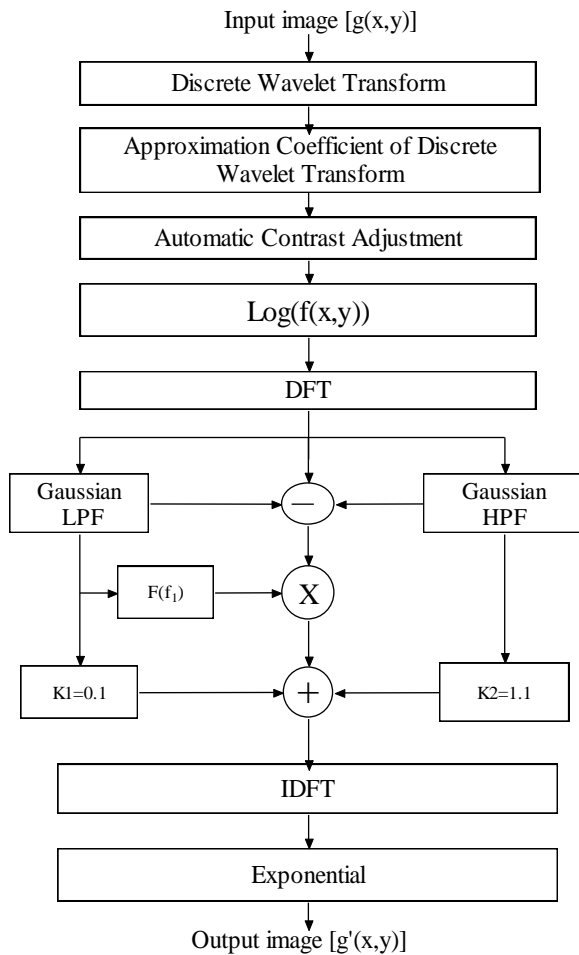 Input image [g(x,y)]
Discrete Wavelet Transform
Approximation Coefficient of Discrete
Wavelet Transform
Automatic Contrast Adjustment
Log(f(x,y))
DFT
Gaussian
LPF
−
Gaussian
HPF
F(f₁)
X
K1=0.1
+
K2=1.1
IDFT
Exponential
Output image [g'(x,y)]